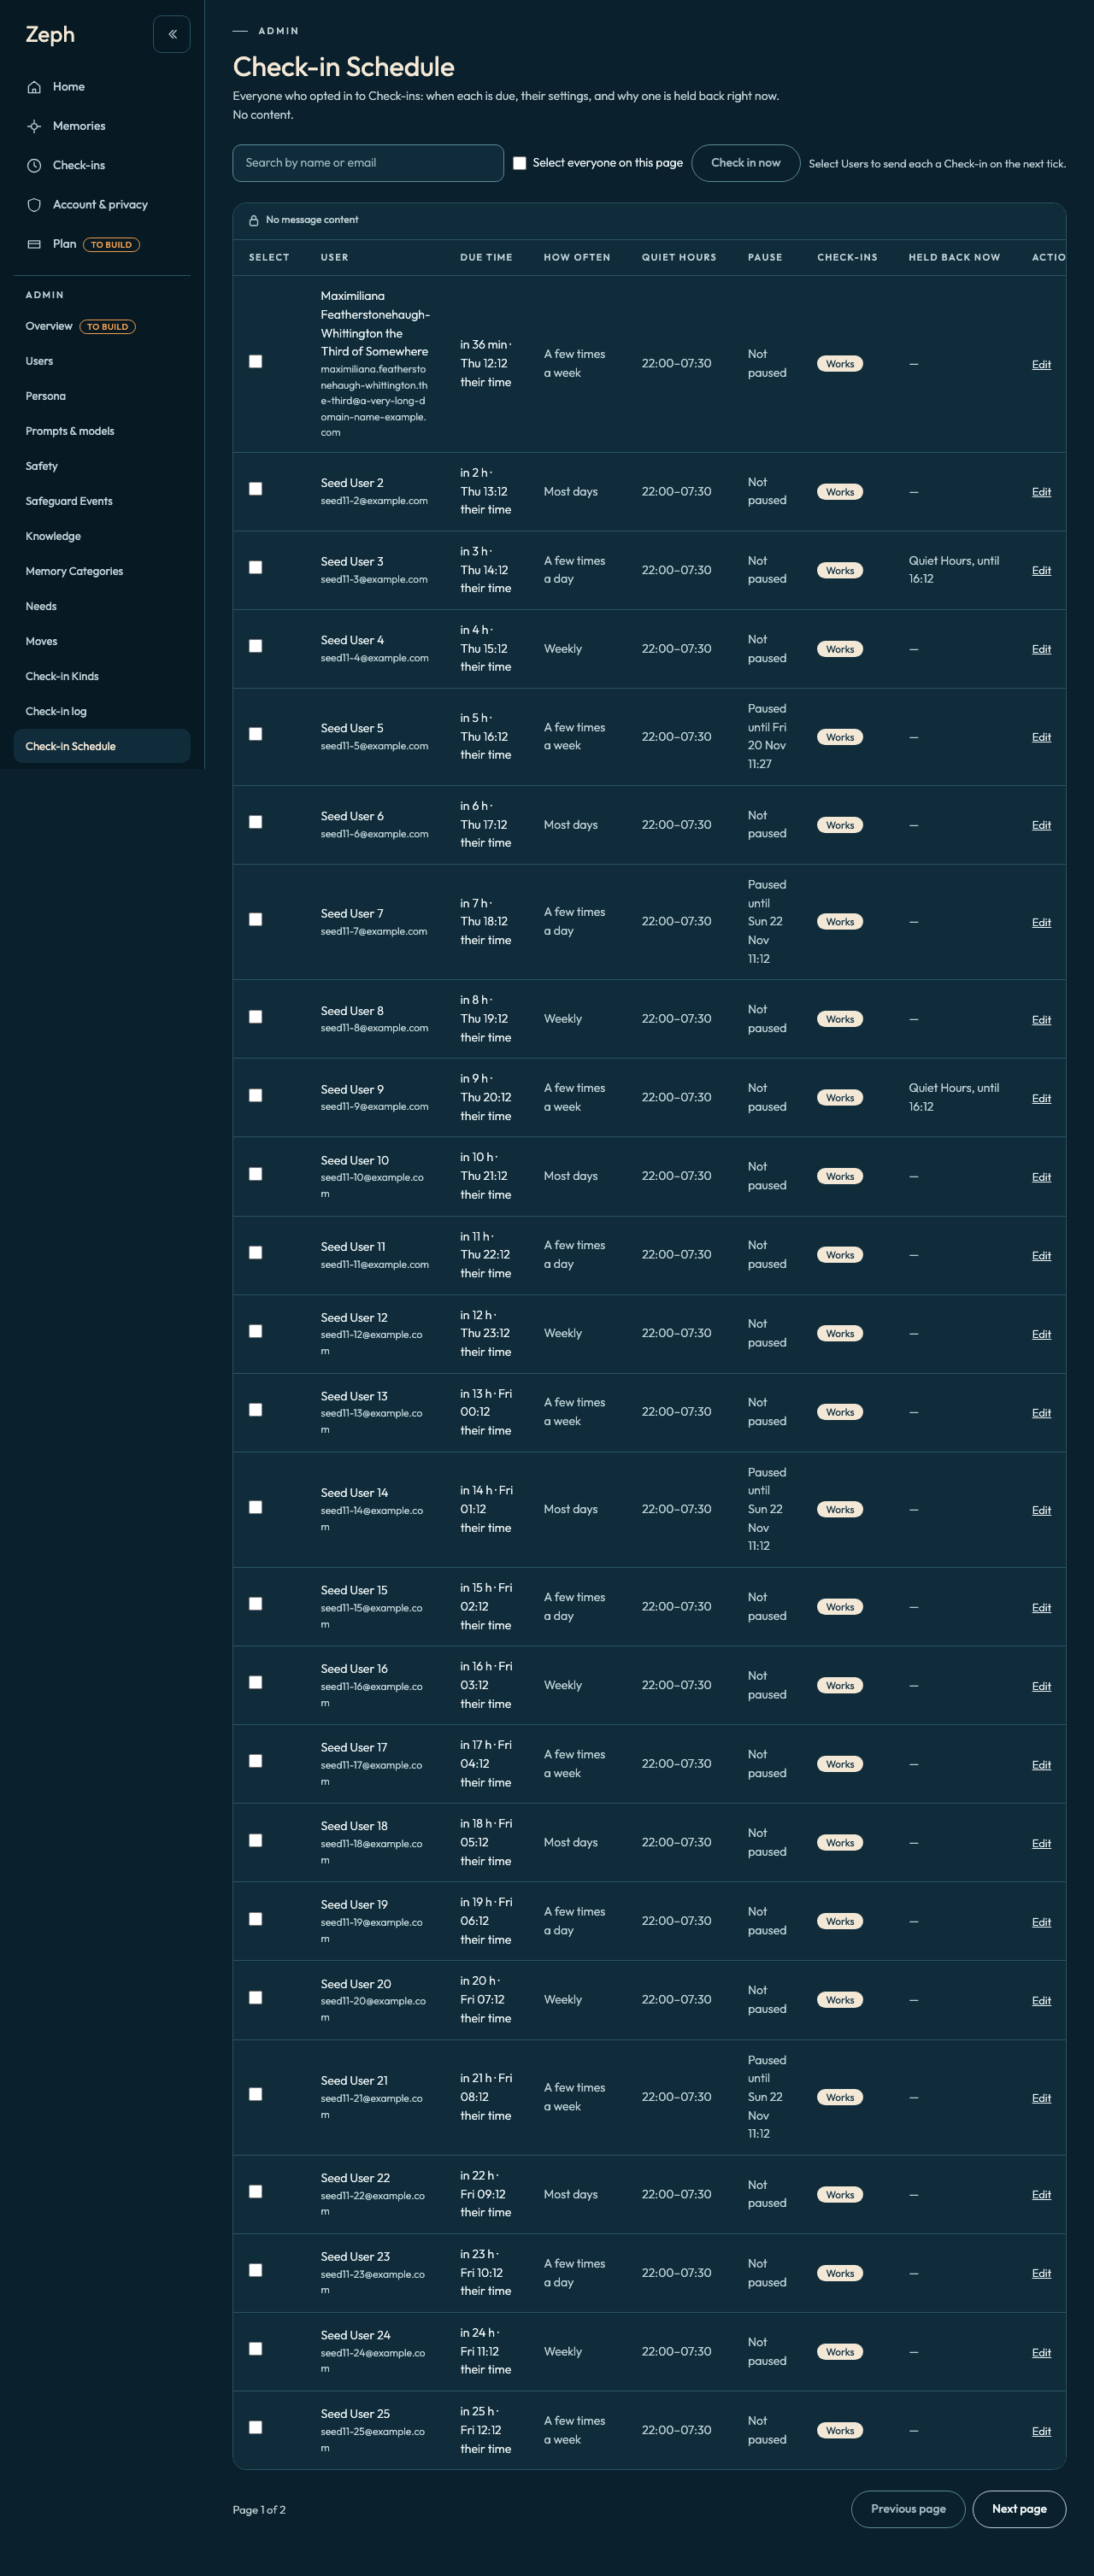 Zeph
Home
Memories
Check-ins
Account & privacy
Plan TO BUILD
ADMIN
Overview TO BUILD
Users
Persona
Prompts & models
Safety
Safeguard Events
Knowledge
Memory Categories
Needs
Moves
Check-in Kinds
Check-in log
Check-in Schedule
— ADMIN
Check-in Schedule
Everyone who opted in to Check-ins: when each is due, their settings, and why one is held back right now.
No content.
Search by name or email Select everyone on this page Check in now Select Users to send each a Check-in on the next tick.
No message content
SELECT USER DUE TIME HOW OFTEN QUIET HOURS PAUSE CHECK-INS HELD BACK NOW ACTIO
Maximiliana
Featherstonehaugh-
Whittington the
Third of Somewhere
maximiliana.feathersto
nehaugh-whittington.th
e-third@a-very-long-d
omain-name-example.
com
in 36 min ·
Thu 12:12
their time
A few times
a week
22:00–07:30
Not
paused
Works
—
Edit
Seed User 2
seed11-2@example.com
in 2 h ·
Thu 13:12
their time
Most days
22:00–07:30
Not
paused
Works
—
Edit
Seed User 3
seed11-3@example.com
in 3 h ·
Thu 14:12
their time
A few times
a day
22:00–07:30
Not
paused
Works
Quiet Hours, until
16:12
Edit
Seed User 4
seed11-4@example.com
in 4 h ·
Thu 15:12
their time
Weekly
22:00–07:30
Not
paused
Works
—
Edit
Seed User 5
seed11-5@example.com
in 5 h ·
Thu 16:12
their time
A few times
a week
22:00–07:30
Paused
until Fri
20 Nov
11:27
Works
—
Edit
Seed User 6
seed11-6@example.com
in 6 h ·
Thu 17:12
their time
Most days
22:00–07:30
Not
paused
Works
—
Edit
Seed User 7
seed11-7@example.com
in 7 h ·
Thu 18:12
their time
A few times
a day
22:00–07:30
Paused
until
Sun 22
Nov
11:12
Works
—
Edit
Seed User 8
seed11-8@example.com
in 8 h ·
Thu 19:12
their time
Weekly
22:00–07:30
Not
paused
Works
—
Edit
Seed User 9
seed11-9@example.com
in 9 h ·
Thu 20:12
their time
A few times
a week
22:00–07:30
Not
paused
Works
Quiet Hours, until
16:12
Edit
Seed User 10
seed11-10@example.co
m
in 10 h ·
Thu 21:12
their time
Most days
22:00–07:30
Not
paused
Works
—
Edit
Seed User 11
seed11-11@example.com
in 11 h ·
Thu 22:12
their time
A few times
a day
22:00–07:30
Not
paused
Works
—
Edit
Seed User 12
seed11-12@example.co
m
in 12 h ·
Thu 23:12
their time
Weekly
22:00–07:30
Not
paused
Works
—
Edit
Seed User 13
seed11-13@example.co
m
in 13 h · Fri
00:12
their time
A few times
a week
22:00–07:30
Not
paused
Works
—
Edit
Seed User 14
seed11-14@example.co
m
in 14 h · Fri
01:12
their time
Most days
22:00–07:30
Paused
until
Sun 22
Nov
11:12
Works
—
Edit
Seed User 15
seed11-15@example.co
m
in 15 h · Fri
02:12
their time
A few times
a day
22:00–07:30
Not
paused
Works
—
Edit
Seed User 16
seed11-16@example.co
m
in 16 h · Fri
03:12
their time
Weekly
22:00–07:30
Not
paused
Works
—
Edit
Seed User 17
seed11-17@example.co
m
in 17 h · Fri
04:12
their time
A few times
a week
22:00–07:30
Not
paused
Works
—
Edit
Seed User 18
seed11-18@example.co
m
in 18 h · Fri
05:12
their time
Most days
22:00–07:30
Not
paused
Works
—
Edit
Seed User 19
seed11-19@example.co
m
in 19 h · Fri
06:12
their time
A few times
a day
22:00–07:30
Not
paused
Works
—
Edit
Seed User 20
seed11-20@example.co
m
in 20 h ·
Fri 07:12
their time
Weekly
22:00–07:30
Not
paused
Works
—
Edit
Seed User 21
seed11-21@example.co
m
in 21 h · Fri
08:12
their time
A few times
a week
22:00–07:30
Paused
until
Sun 22
Nov
11:12
Works
—
Edit
Seed User 22
seed11-22@example.co
m
in 22 h ·
Fri 09:12
their time
Most days
22:00–07:30
Not
paused
Works
—
Edit
Seed User 23
seed11-23@example.co
m
in 23 h ·
Fri 10:12
their time
A few times
a day
22:00–07:30
Not
paused
Works
—
Edit
Seed User 24
seed11-24@example.co
m
in 24 h ·
Fri 11:12
their time
Weekly
22:00–07:30
Not
paused
Works
—
Edit
Seed User 25
seed11-25@example.co
m
in 25 h ·
Fri 12:12
their time
A few times
a week
22:00–07:30
Not
paused
Works
—
Edit
Page 1 of 2 Previous page Next page